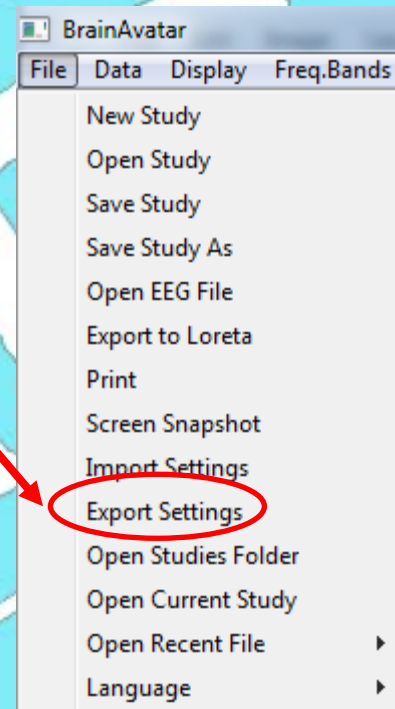 BrainAvatar
File Data Display Freq.Bands
New Study
Open Study
Save Study
Save Study As
Open EEG File
Export to Loreta
Print
Screen Snapshot
Import Settings
Export Settings
Open Studies Folder
Open Current Study
Open Recent File
Language